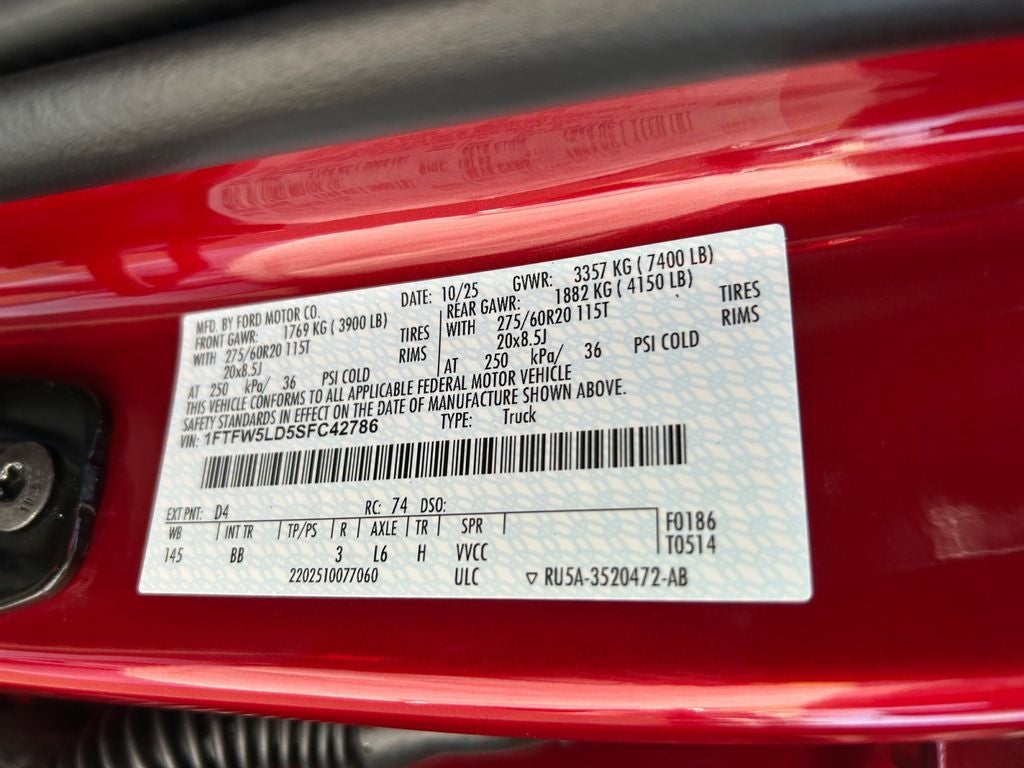 MFD. BY FORD MOTOR CO. DATE: 10/25 GVWR: 3357 KG ( 7400 LB)
FRONT GAWR: 1769 KG ( 3900 LB) REAR GAWR: 1882 KG ( 4150 LB)
WITH 275/60R20 115T TIRES WITH 275/60R20 115T TIRES
20x8.5J RIMS 20x8.5J RIMS
AT 250 kPa/ 36 PSI COLD AT 250 kPa/ 36 PSI COLD
THIS VEHICLE CONFORMS TO ALL APPLICABLE FEDERAL MOTOR VEHICLE
SAFETY STANDARDS IN EFFECT ON THE DATE OF MANUFACTURE SHOWN ABOVE.
VIN: 1FTFW5LD5SFC42786 TYPE: Truck
EXT PNT: D4 RC: 74 DSO:
WB INT TR TP/PS R AXLE TR SPR F0186
145 BB 3 L6 H VVCC T0514
2202510077060 ULC ▽ RU5A-3520472-AB